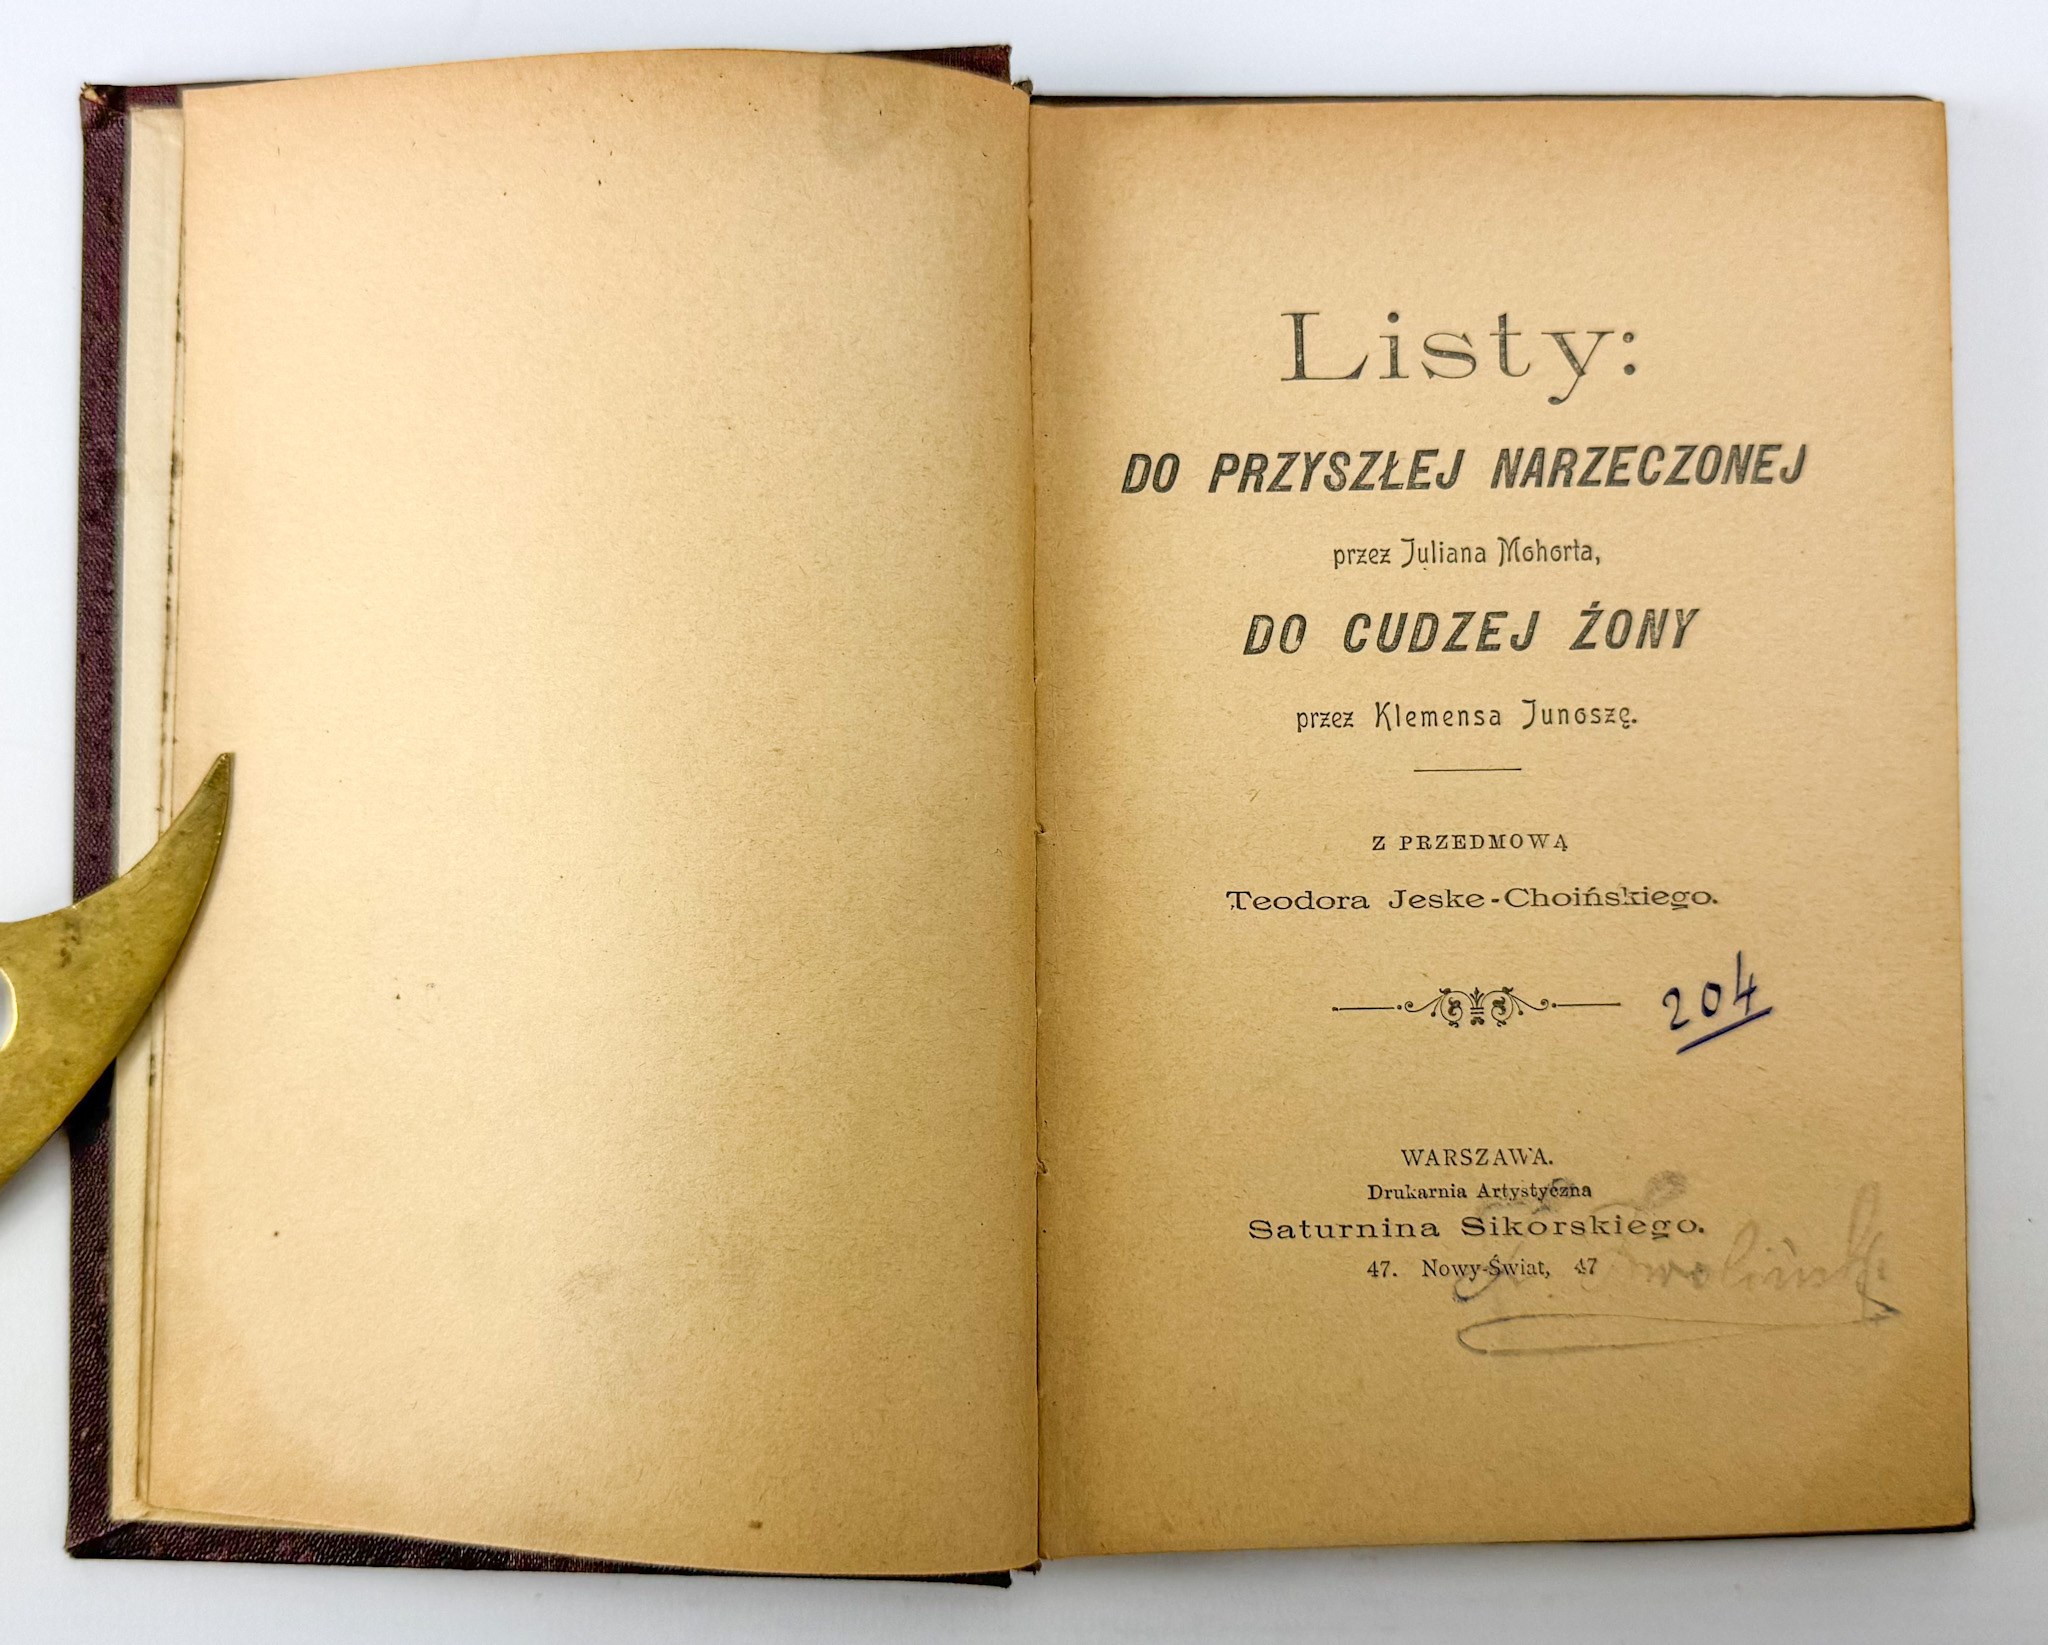 Listy:
DO PRZYSZŁEJ NARZECZONEJ
przez Juliana Mohorta,
DO CUDZEJ ŻONY
przez Klemensa Junoszę.
Z PRZEDMOWĄ
Teodora Jeske-Choińskiego.
204
WARSZAWA.
Drukarnia Artystyczna
Saturnina Sikorskiego.
47. Nowy-Świat, 47